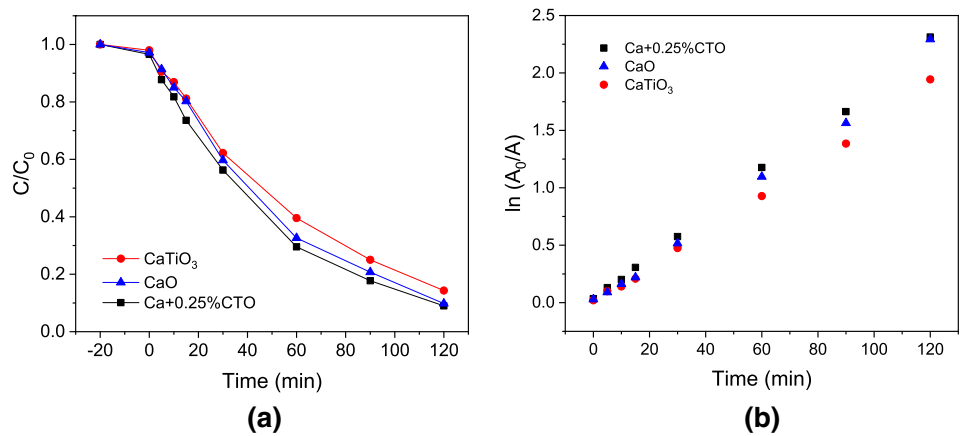 1.0
0.8
0.6
0.4
0.2
0.0
C/C₀
CaTiO₃
CaO
Ca+0.25%CTO
-20 0 20 40 60 80 100 120
Time (min)
(a)
2.5
2.0
1.5
1.0
0.5
0.0
ln (A₀/A)
Ca+0.25%CTO
CaO
CaTiO₃
0 20 40 60 80 100 120
Time (min)
(b)